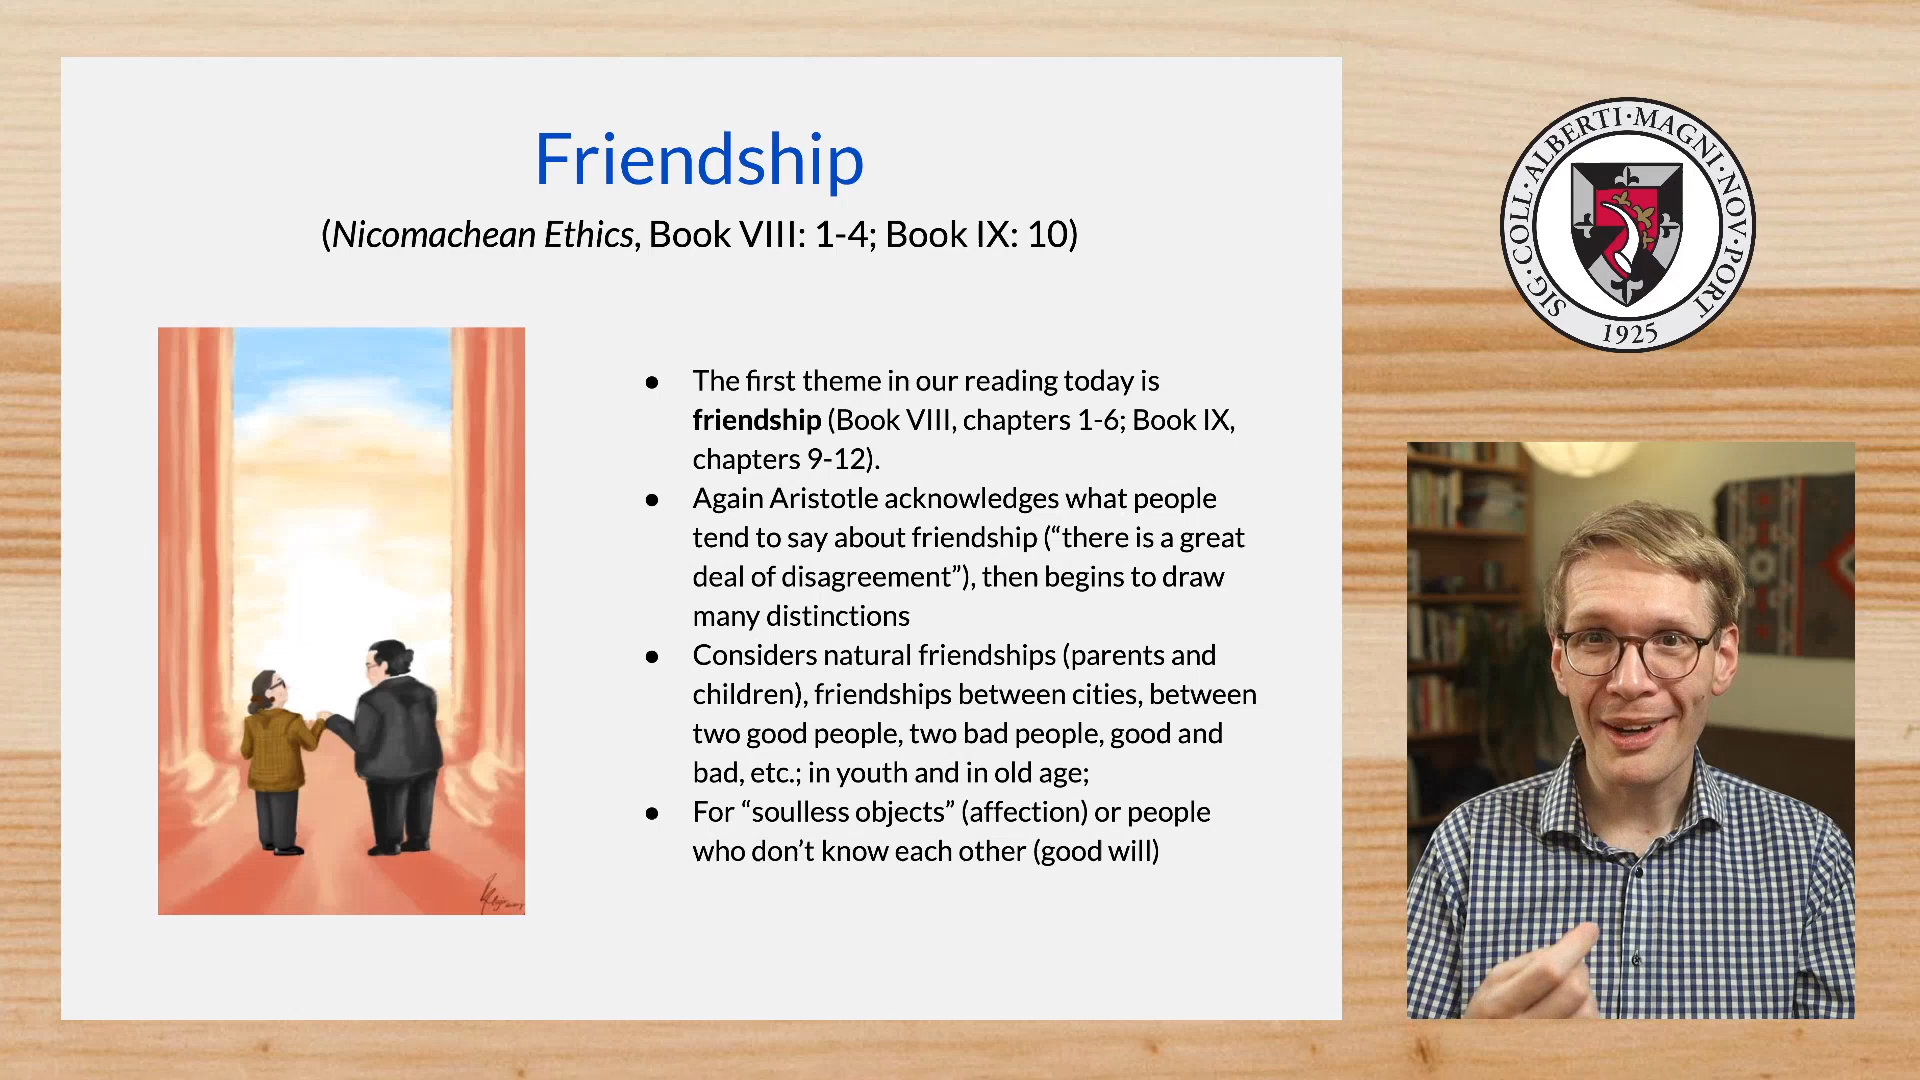 Friendship
(Nicomachean Ethics, Book VIII: 1-4; Book IX: 10)
● The first theme in our reading today is
friendship (Book VIII, chapters 1-6; Book IX,
chapters 9-12).
● Again Aristotle acknowledges what people
tend to say about friendship (“there is a great
deal of disagreement”), then begins to draw
many distinctions
● Considers natural friendships (parents and
children), friendships between cities, between
two good people, two bad people, good and
bad, etc.; in youth and in old age;
● For “soulless objects” (affection) or people
who don’t know each other (good will)
SIG·COLL·ALBERTI·MAGNI·NOV·PORT
1925